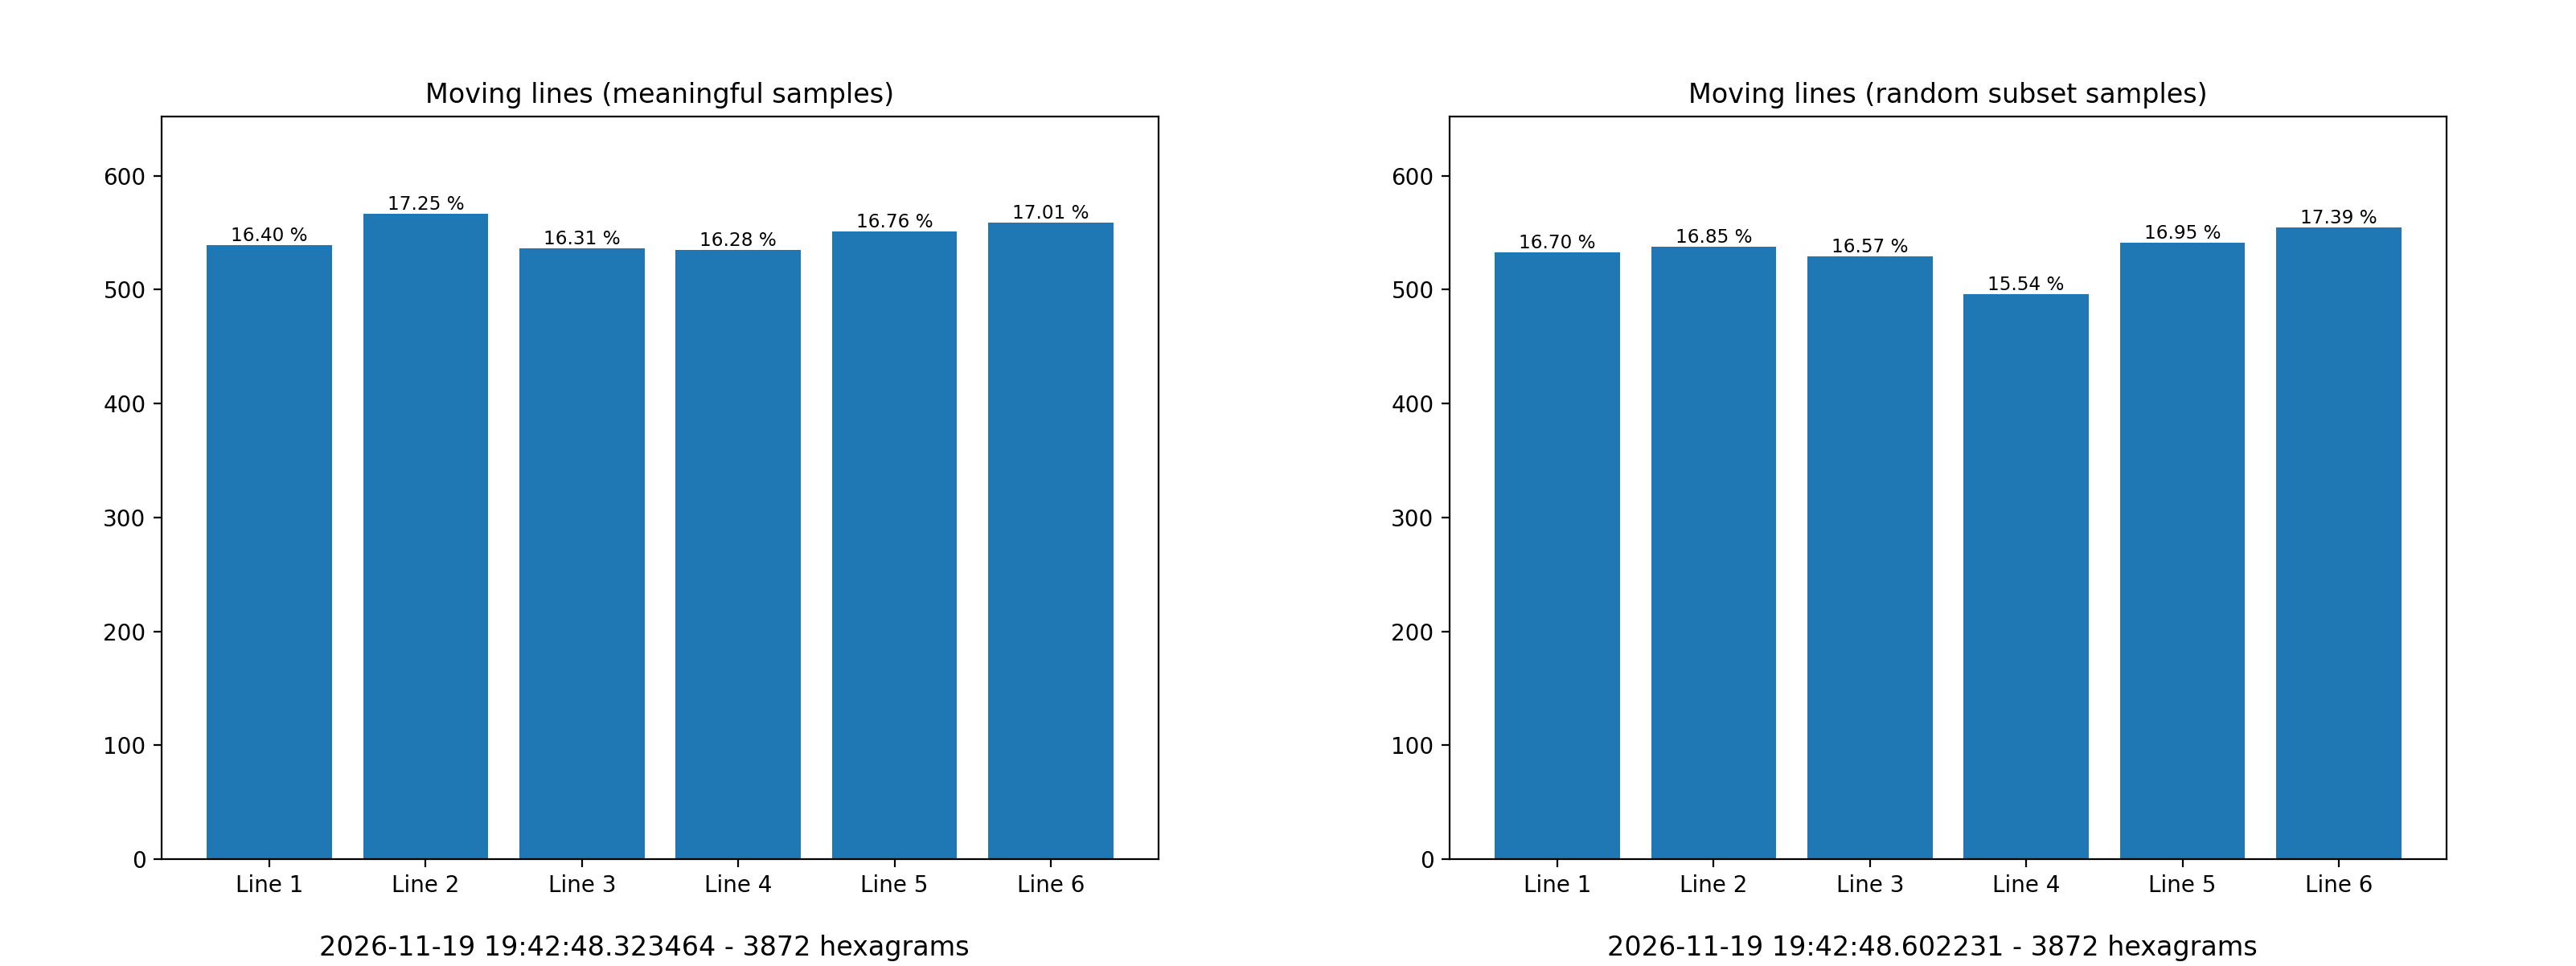 Moving lines (meaningful samples)
600
500
400
300
200
100
0
16.40 %
17.25 %
16.31 %
16.28 %
16.76 %
17.01 %
Line 1
Line 2
Line 3
Line 4
Line 5
Line 6
2026-11-19 19:42:48.323464 - 3872 hexagrams
Moving lines (random subset samples)
600
500
400
300
200
100
0
16.70 %
16.85 %
16.57 %
15.54 %
16.95 %
17.39 %
Line 1
Line 2
Line 3
Line 4
Line 5
Line 6
2026-11-19 19:42:48.602231 - 3872 hexagrams